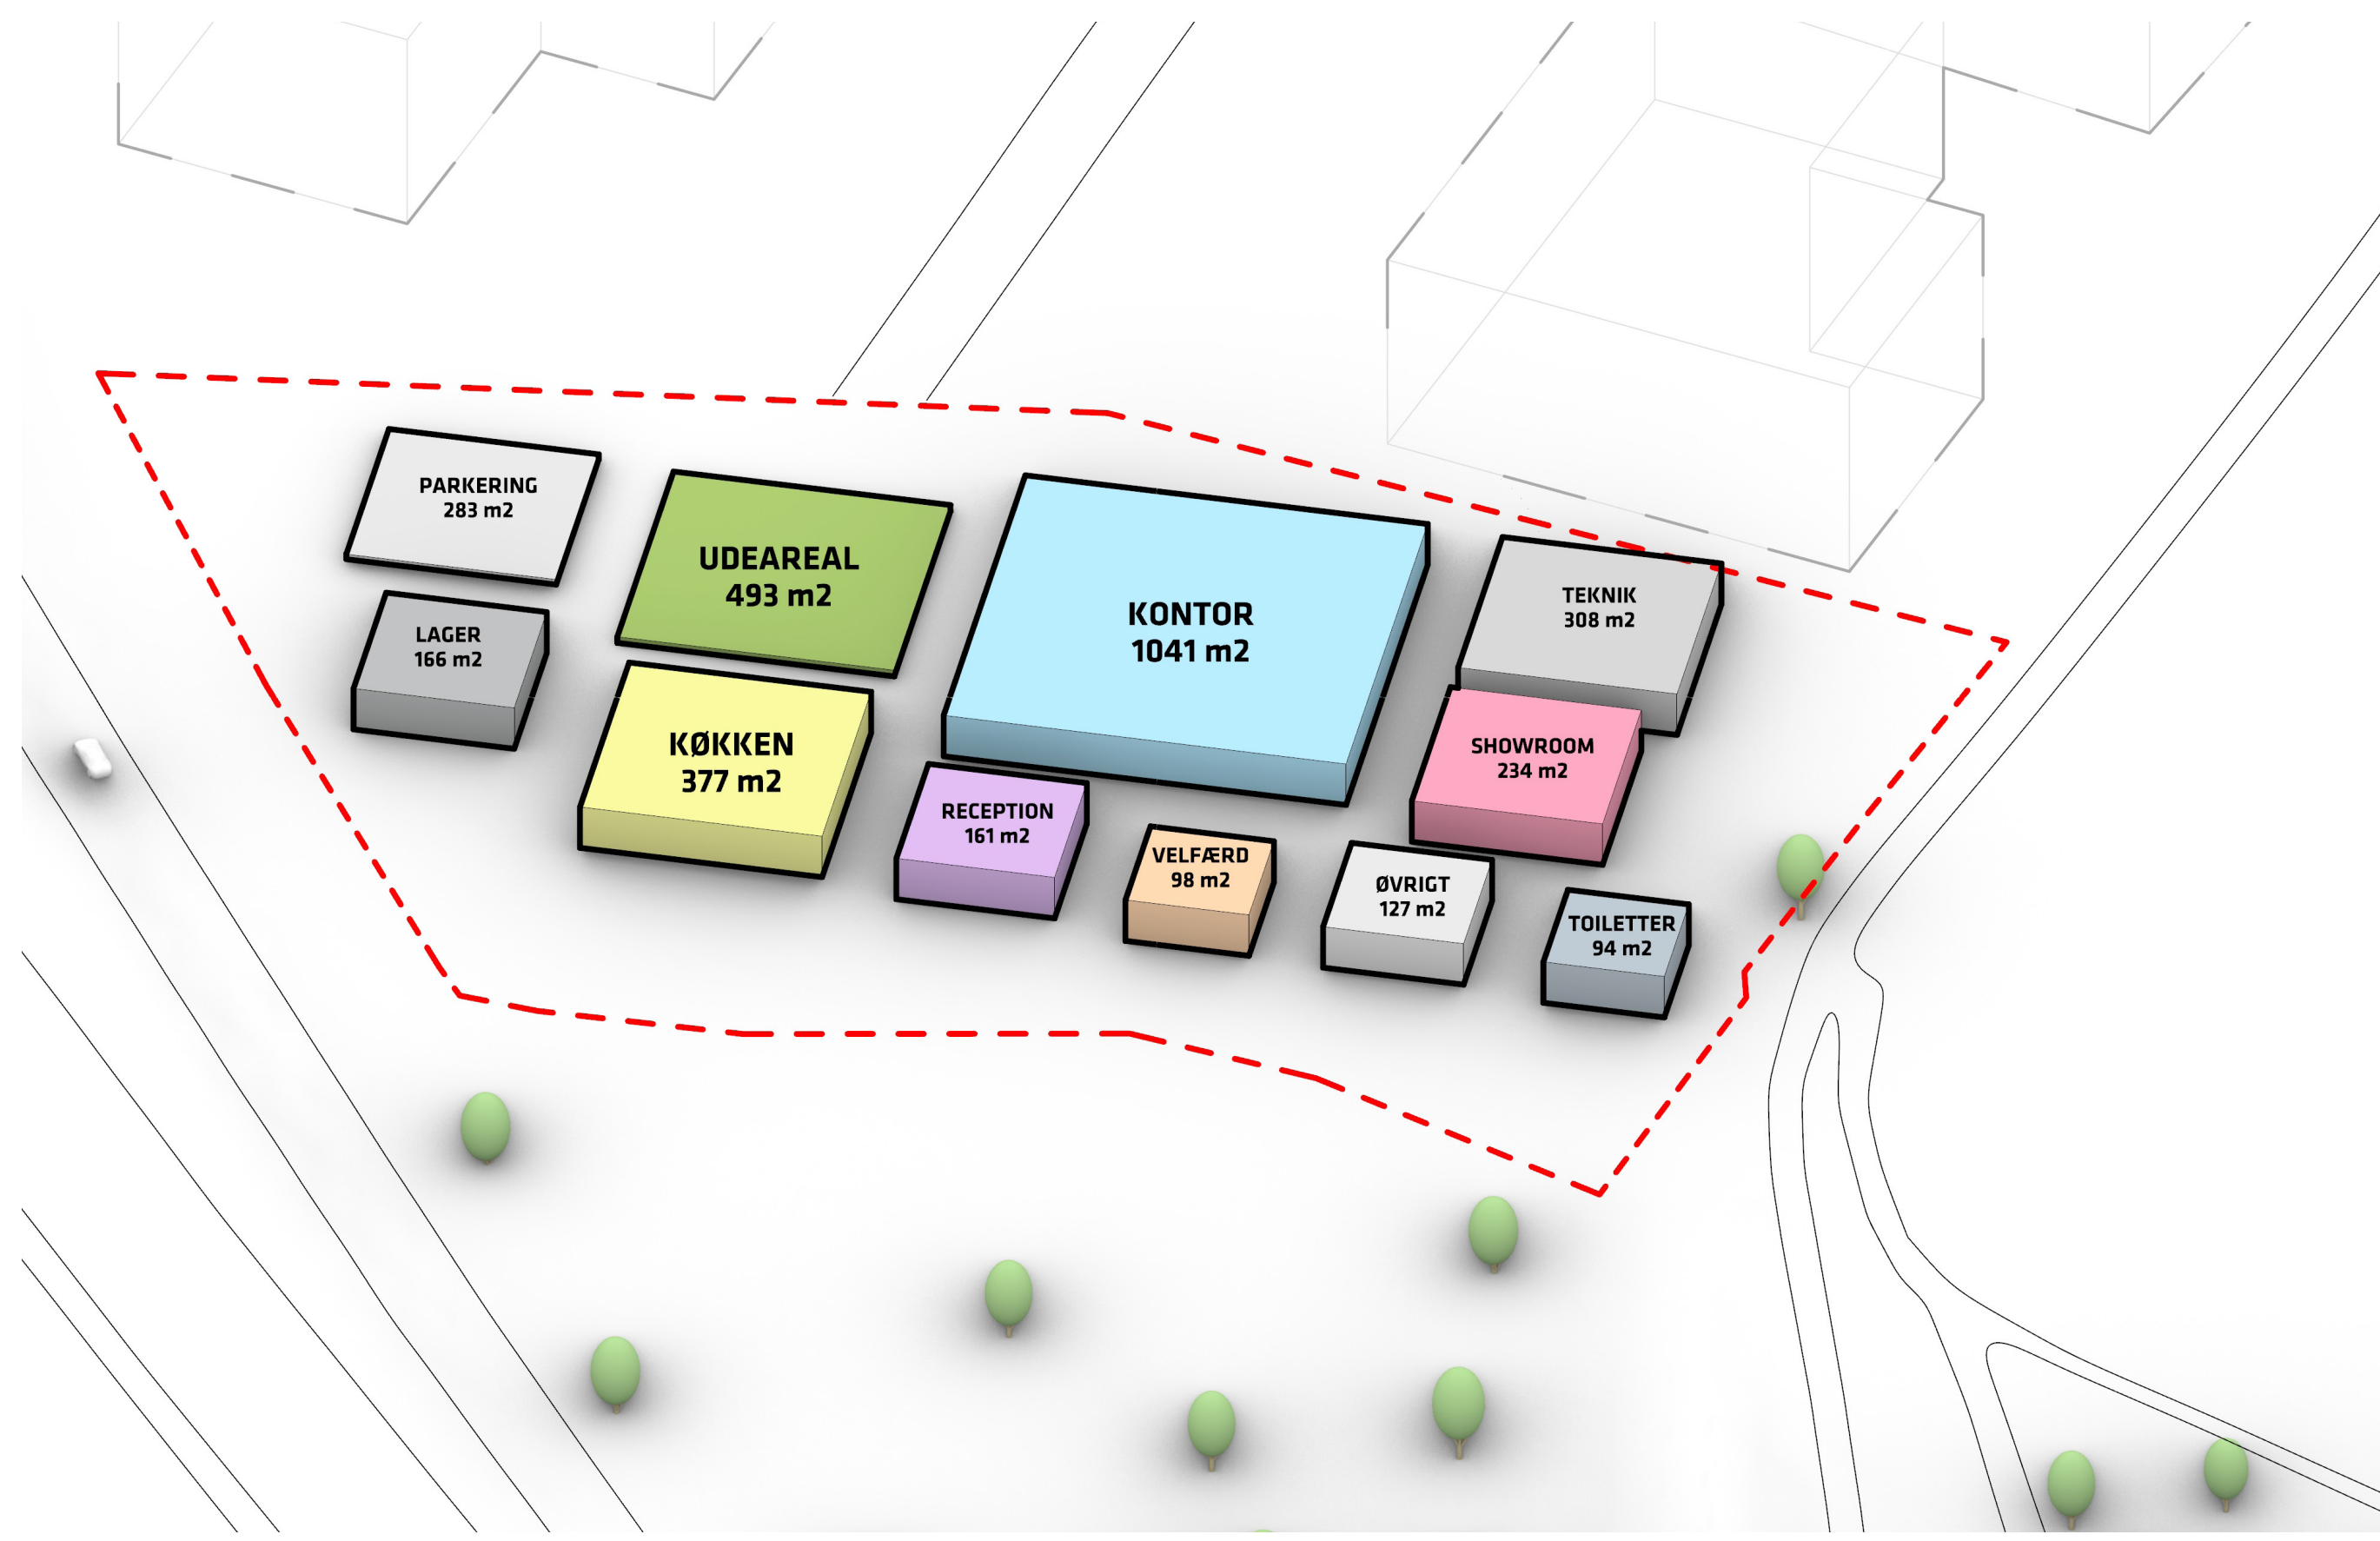 PARKERING
283 m2
UDEAREAL
493 m2
KONTOR
1041 m2
TEKNIK
308 m2
LAGER
166 m2
KØKKEN
377 m2
SHOWROOM
234 m2
RECEPTION
161 m2
VELFÆRD
98 m2
ØVRIGT
127 m2
TOILETTER
94 m2